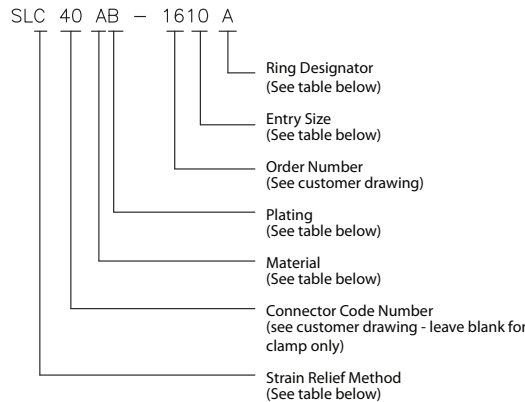 SLC 40 AB - 1610 A
Ring Designator
(See table below)
Entry Size
(See table below)
Order Number
(See customer drawing)
Plating
(See table below)
Material
(See table below)
Connector Code Number
(see customer drawing - leave blank for
clamp only)
Strain Relief Method
(See table below)